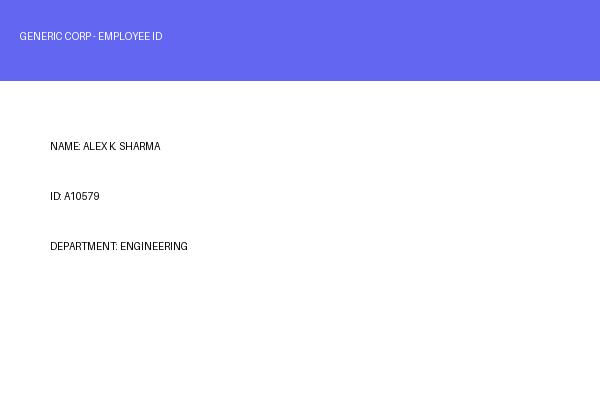 GENERIC CORP - EMPLOYEE ID
NAME: ALEX K. SHARMA
ID: A10579
DEPARTMENT: ENGINEERING